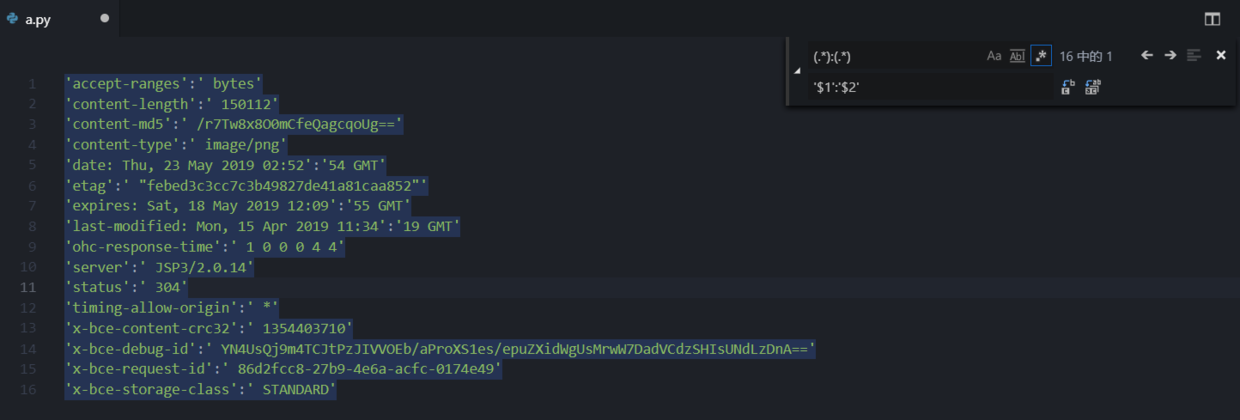 a.py
(.*):(.*)
Aa
Abl
.*
16 中的 1
'$1':'$2'
1 'accept-ranges':' bytes'
2 'content-length':' 150112'
3 'content-md5':' /r7Tw8x8O0mCfeQagcqoUg=='
4 'content-type':' image/png'
5 'date: Thu, 23 May 2019 02:52':'54 GMT'
6 'etag':' "febed3c3cc7c3b49827de41a81caa852"'
7 'expires: Sat, 18 May 2019 12:09':'55 GMT'
8 'last-modified: Mon, 15 Apr 2019 11:34':'19 GMT'
9 'ohc-response-time':' 1 0 0 0 4 4'
10 'server':' JSP3/2.0.14'
11 'status':' 304'
12 'timing-allow-origin':' *'
13 'x-bce-content-crc32':' 1354403710'
14 'x-bce-debug-id':' YN4UsQj9m4TCJtPzJIVVOEb/aProXS1es/epuZXidWgUsMrwW7DadVCdzSHIsUNdLzDnA=='
15 'x-bce-request-id':' 86d2fcc8-27b9-4e6a-acfc-0174e49'
16 'x-bce-storage-class':' STANDARD'